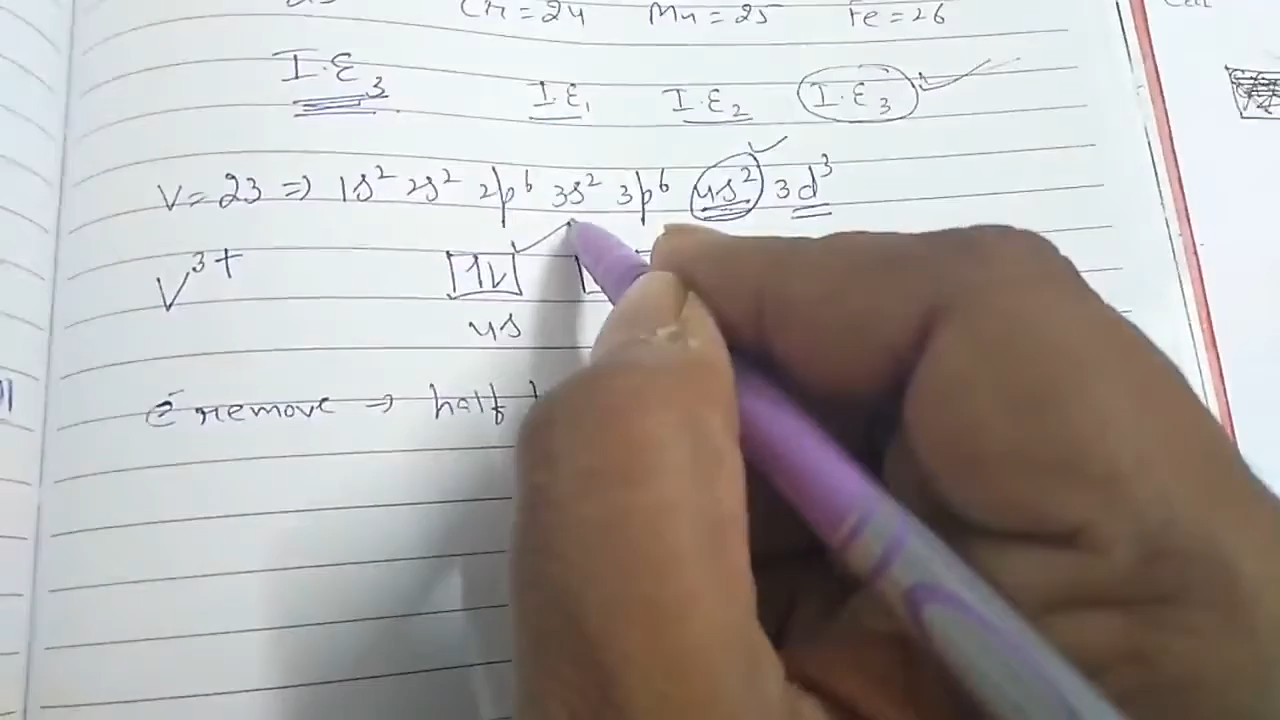 Cr = 24 Mn = 25 Fe = 26
I.E₃
I.E₁ I.E₂ I.E₃
V = 23 ⇒ 1s² 2s² 2p⁶ 3s² 3p⁶ 4s² 3d³
V³⁺ 1↓
4s
e⁻ remove → half